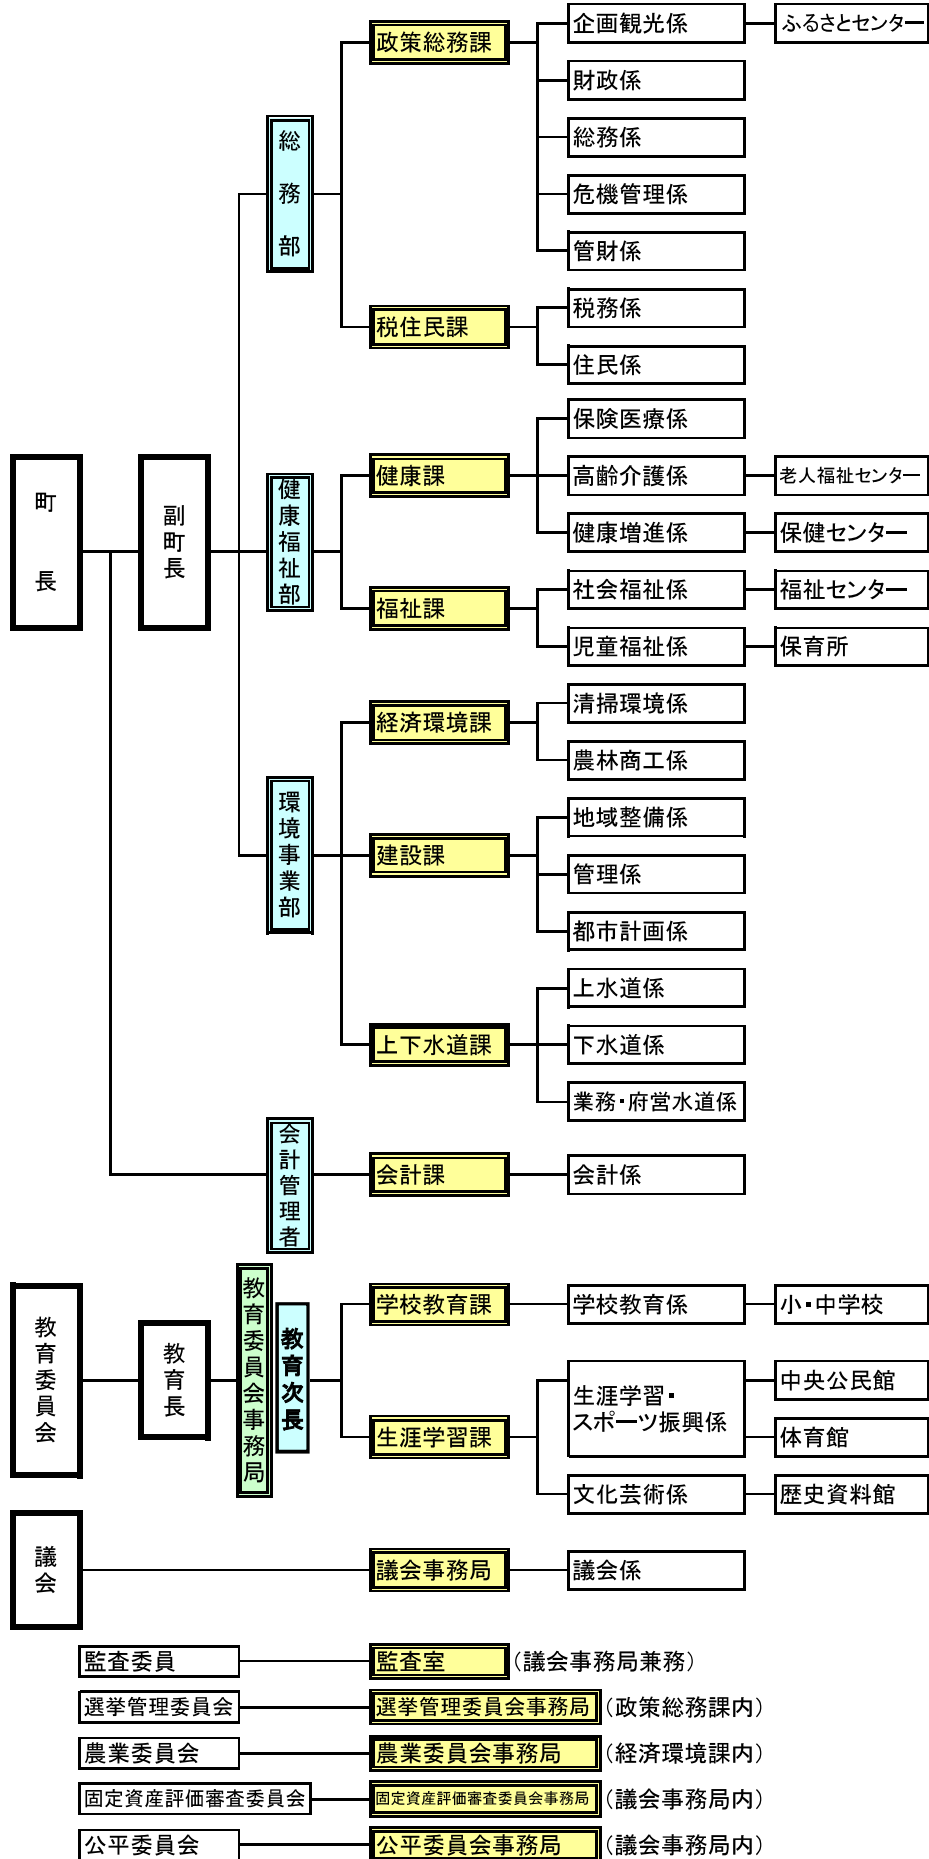 町長
副町長
総務部
政策総務課
企画観光係
ふるさとセンター
財政係
総務係
危機管理係
管財係
税住民課
税務係
住民係
健康福祉部
健康課
保険医療係
高齢介護係
老人福祉センター
健康増進係
保健センター
福祉課
社会福祉係
福祉センター
児童福祉係
保育所
環境事業部
経済環境課
清掃環境係
農林商工係
建設課
地域整備係
管理係
都市計画係
上下水道課
上水道係
下水道係
業務・府営水道係
会計管理者
会計課
会計係
教育委員会
教育長
教育委員会事務局
教育次長
学校教育課
学校教育係
小・中学校
生涯学習課
生涯学習・
スポーツ振興係
中央公民館
体育館
文化芸術係
歴史資料館
議会
議会事務局
議会係
監査委員
監査室
(議会事務局兼務)
選挙管理委員会
選挙管理委員会事務局
(政策総務課内)
農業委員会
農業委員会事務局
(経済環境課内)
固定資産評価審査委員会
固定資産評価審査委員会事務局
(議会事務局内)
公平委員会
公平委員会事務局
(議会事務局内)